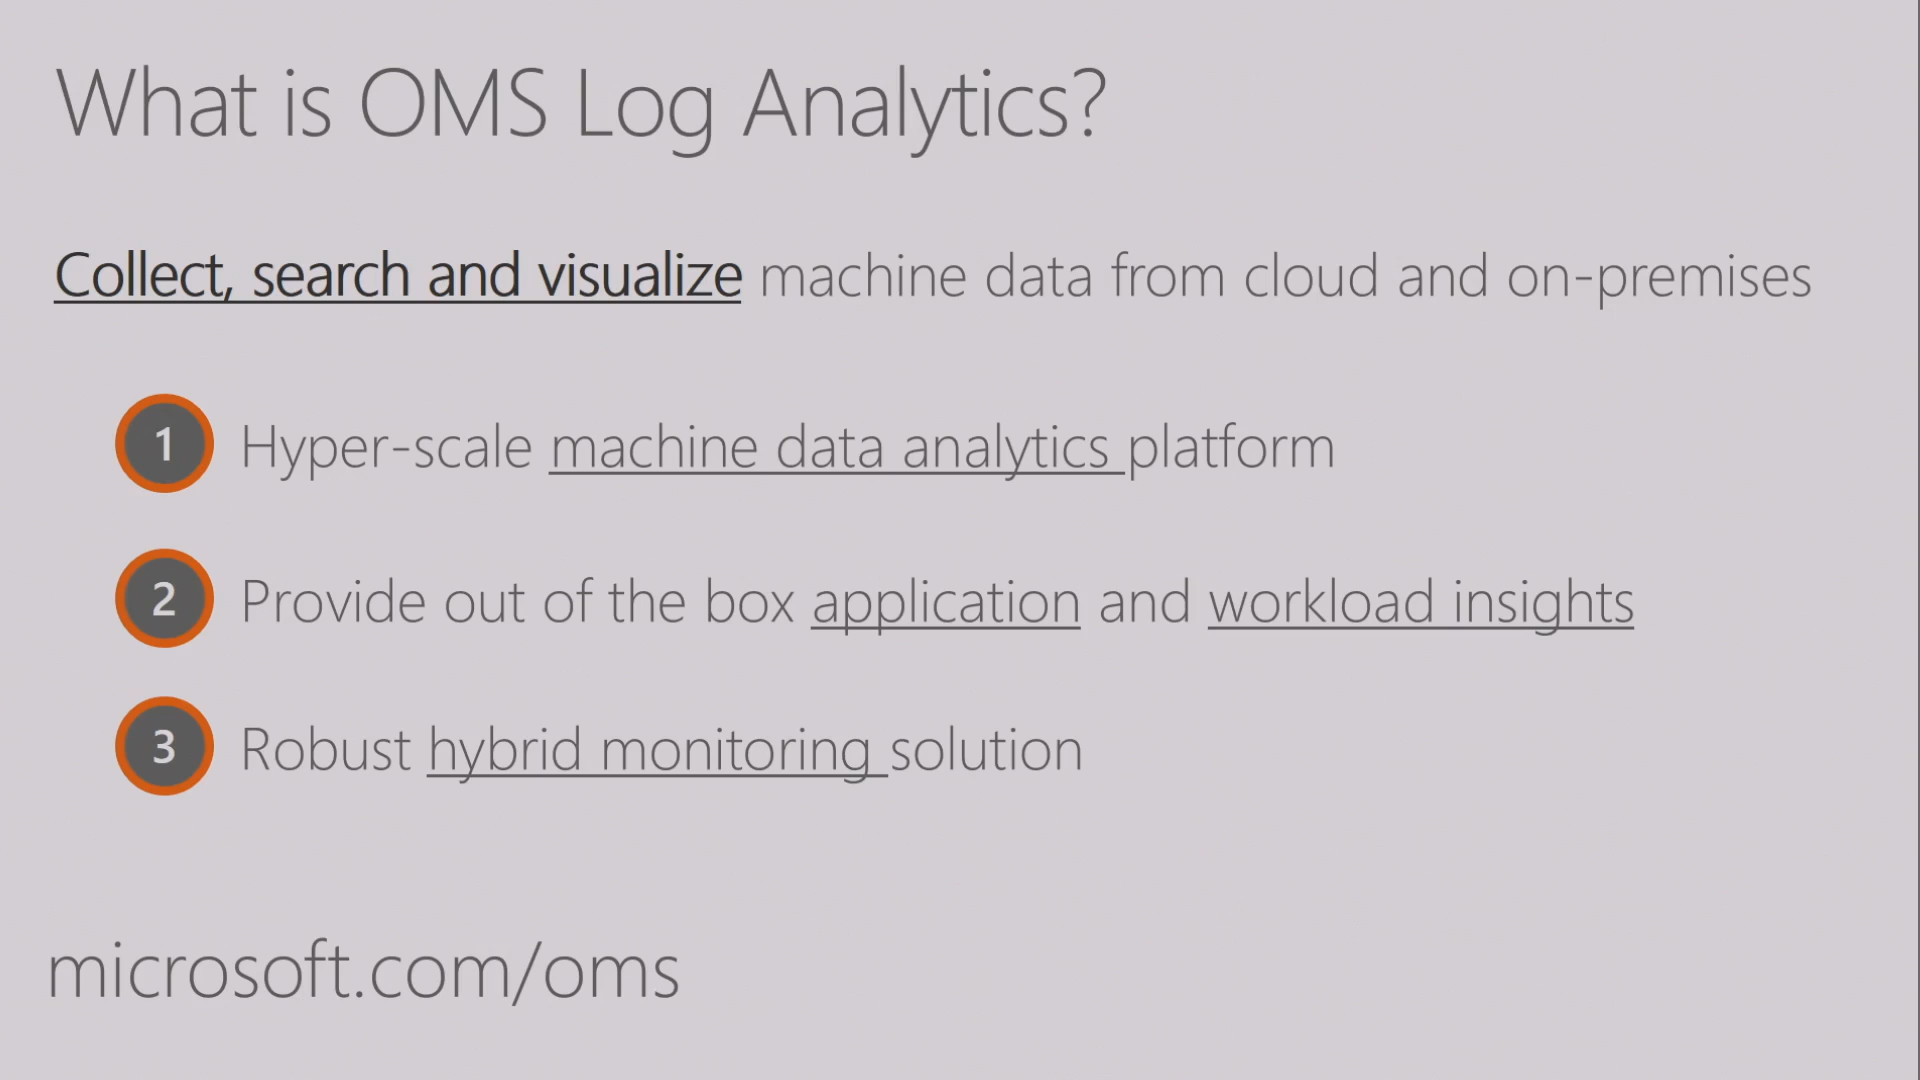 What is OMS Log Analytics?
Collect, search and visualize machine data from cloud and on-premises
1 Hyper-scale machine data analytics platform
2 Provide out of the box application and workload insights
3 Robust hybrid monitoring solution
microsoft.com/oms